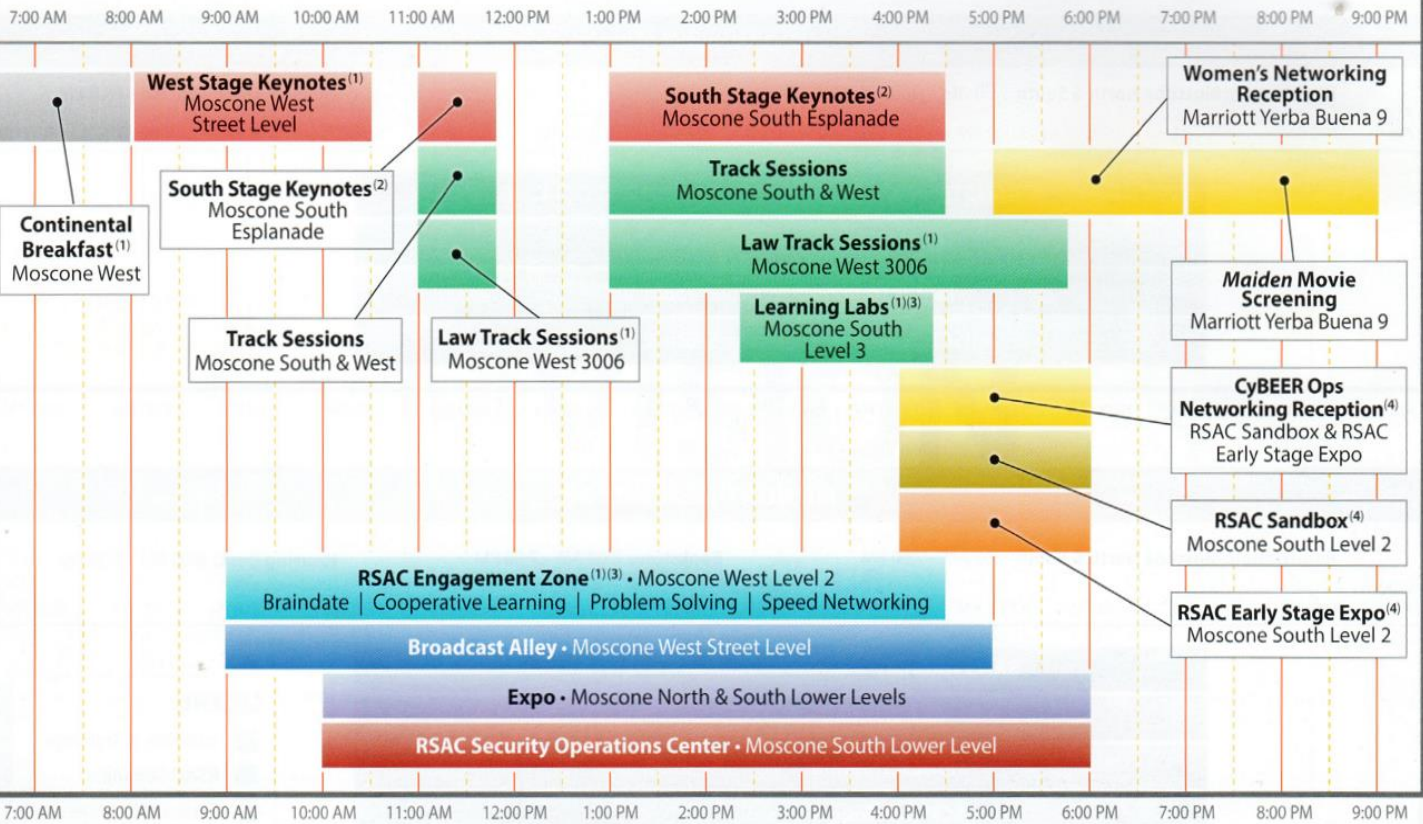 7:00 AM 8:00 AM 9:00 AM 10:00 AM 11:00 AM 12:00 PM 1:00 PM 2:00 PM 3:00 PM 4:00 PM 5:00 PM 6:00 PM 7:00 PM 8:00 PM 9:00 PM
West Stage Keynotes(1)
Moscone West
Street Level
South Stage Keynotes(2)
Moscone South Esplanade
Women's Networking
Reception
Marriott Yerba Buena 9
Track Sessions
Moscone South & West
South Stage Keynotes(2)
Moscone South
Esplanade
Continental
Breakfast(1)
Moscone West
Law Track Sessions(1)
Moscone West 3006
Maiden Movie
Screening
Marriott Yerba Buena 9
Learning Labs(1)(3)
Moscone South
Level 3
Track Sessions
Moscone South & West
Law Track Sessions(1)
Moscone West 3006
CyBEER Ops
Networking Reception(4)
RSAC Sandbox & RSAC
Early Stage Expo
RSAC Sandbox(4)
Moscone South Level 2
RSAC Engagement Zone(1)(3) • Moscone West Level 2
Braindate | Cooperative Learning | Problem Solving | Speed Networking
RSAC Early Stage Expo(4)
Moscone South Level 2
Broadcast Alley • Moscone West Street Level
Expo • Moscone North & South Lower Levels
RSAC Security Operations Center • Moscone South Lower Level
7:00 AM 8:00 AM 9:00 AM 10:00 AM 11:00 AM 12:00 PM 1:00 PM 2:00 PM 3:00 PM 4:00 PM 5:00 PM 6:00 PM 7:00 PM 8:00 PM 9:00 PM